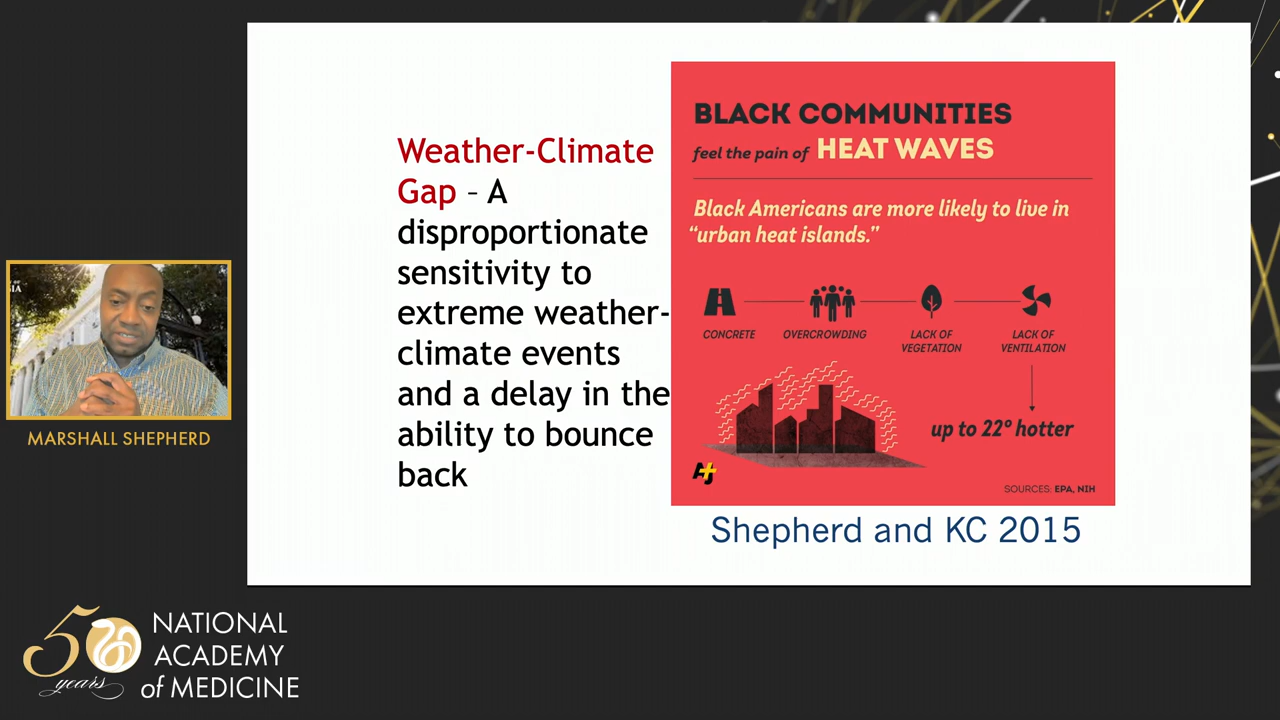 Weather-Climate
Gap – A
disproportionate
sensitivity to
extreme weather-
climate events
and a delay in the
ability to bounce
back
BLACK COMMUNITIES
feel the pain of HEAT WAVES
Black Americans are more likely to live in
“urban heat islands.”
CONCRETE
OVERCROWDING
LACK OF
VEGETATION
LACK OF
VENTILATION
up to 22º hotter
AJ+
SOURCES: EPA, NIH
Shepherd and KC 2015
MARSHALL SHEPHERD
50
years
NATIONAL
ACADEMY
of MEDICINE